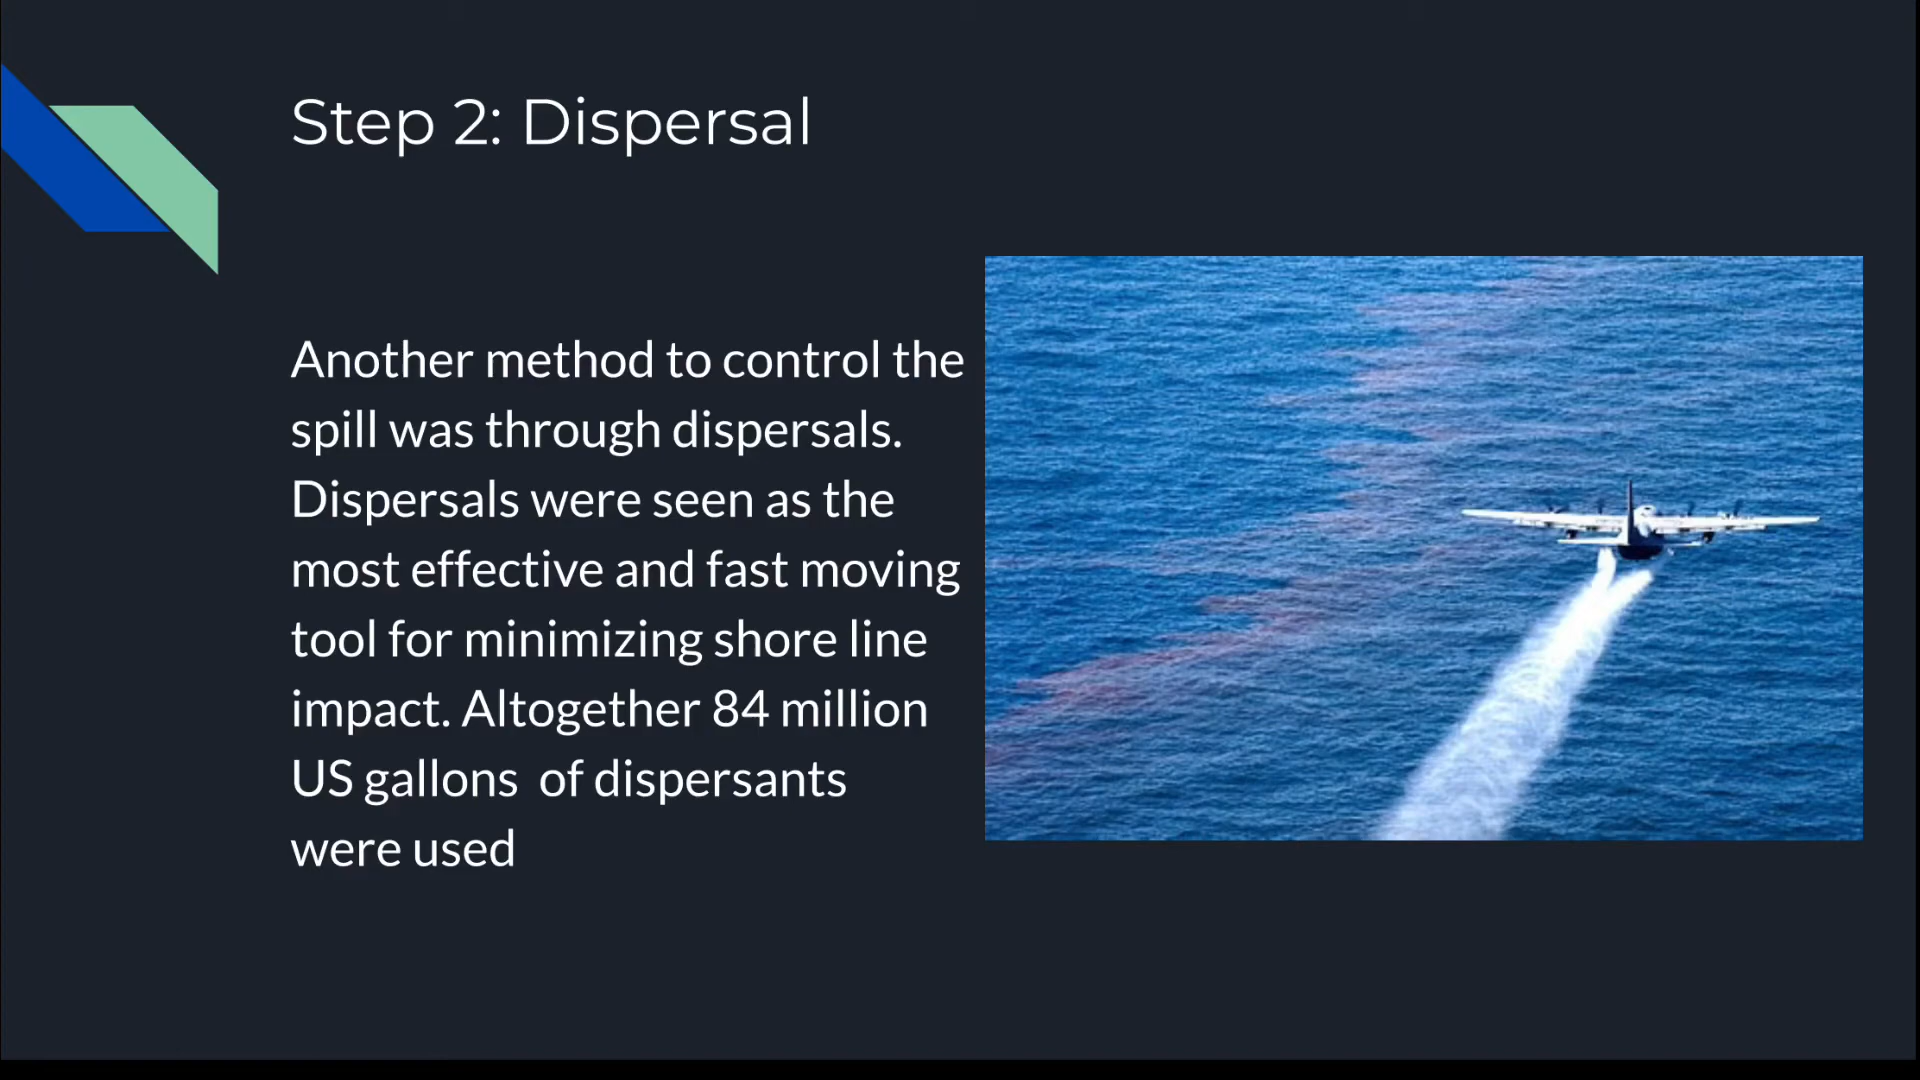 Step 2: Dispersal
Another method to control the
spill was through dispersals.
Dispersals were seen as the
most effective and fast moving
tool for minimizing shore line
impact. Altogether 84 million
US gallons  of dispersants
were used